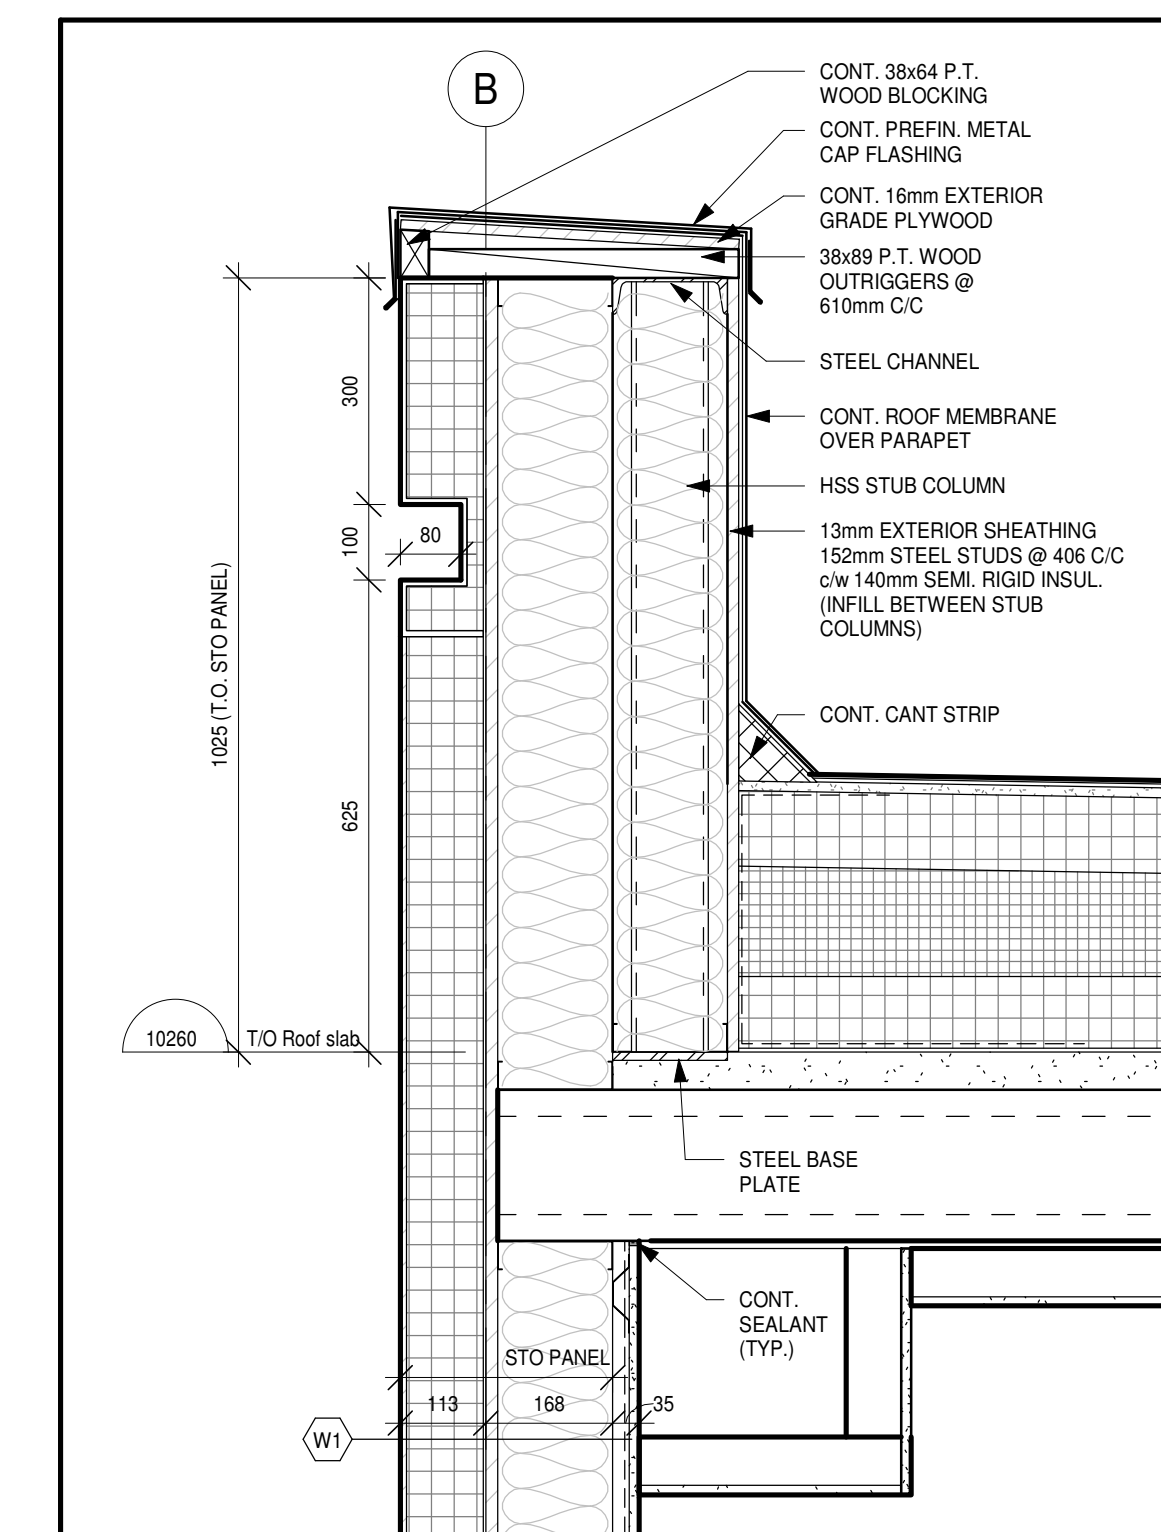 B
CONT. 38x64 P.T.
WOOD BLOCKING
CONT. PREFIN. METAL
CAP FLASHING
CONT. 16mm EXTERIOR
GRADE PLYWOOD
38x89 P.T. WOOD
OUTRIGGERS @
610mm C/C
STEEL CHANNEL
CONT. ROOF MEMBRANE
OVER PARAPET
HSS STUB COLUMN
13mm EXTERIOR SHEATHING
152mm STEEL STUDS @ 406 C/C
c/w 140mm SEMI. RIGID INSUL.
(INFILL BETWEEN STUB
COLUMNS)
CONT. CANT STRIP
300
100
80
1025 (T.O. STO PANEL)
625
10260
T/O Roof slab
STEEL BASE
PLATE
CONT.
SEALANT
(TYP.)
STO PANEL
113
168
35
W1